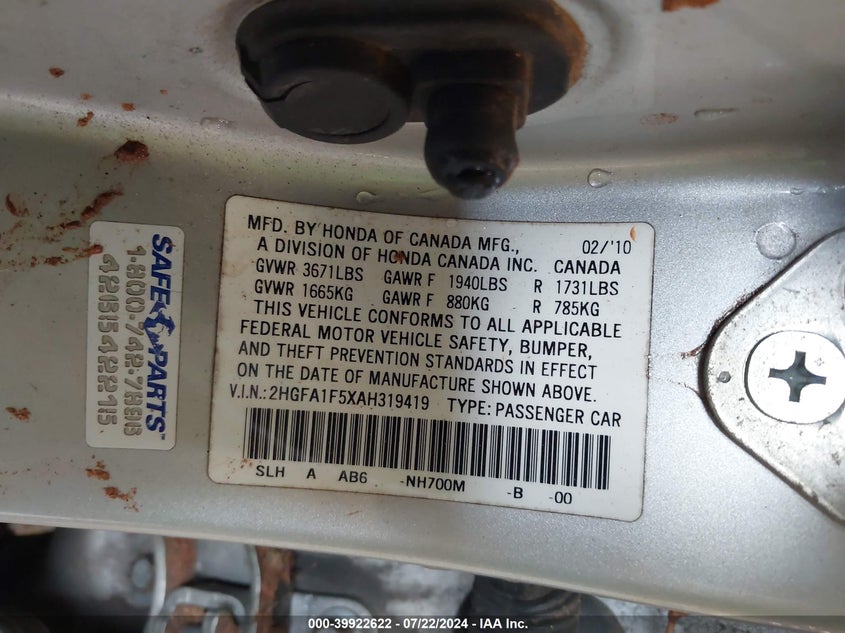 MFD. BY HONDA OF CANADA MFG., 02/'10
A DIVISION OF HONDA CANADA INC. CANADA
GVWR 3671LBS GAWR F 1940LBS R 1731LBS
GVWR 1665KG GAWR F 880KG R 785KG
THIS VEHICLE CONFORMS TO ALL APPLICABLE
FEDERAL MOTOR VEHICLE SAFETY, BUMPER,
AND THEFT PREVENTION STANDARDS IN EFFECT
ON THE DATE OF MANUFACTURE SHOWN ABOVE.
V.I.N.: 2HGFA1F5XAH319419 TYPE: PASSENGER CAR
SLH A AB6 -NH700M -B -00
SAFE PARTS™
1-800-742-7883
000-39922622 - 07/22/2024 - IAA Inc.